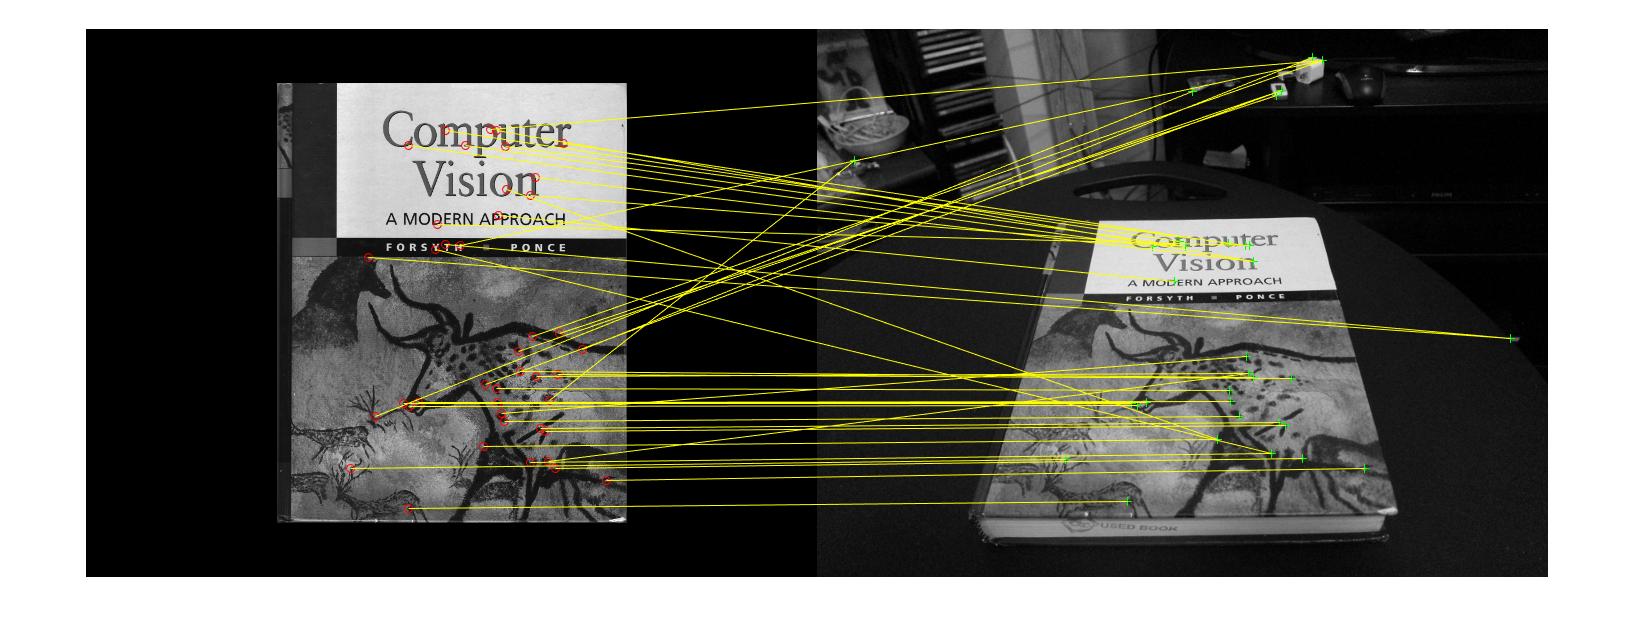 Computer
Vision
A MODERN APPROACH
FORSYTH PONCE
Computer
Vision
A MODERN APPROACH
FORSYTH PONCE
USED BOOK